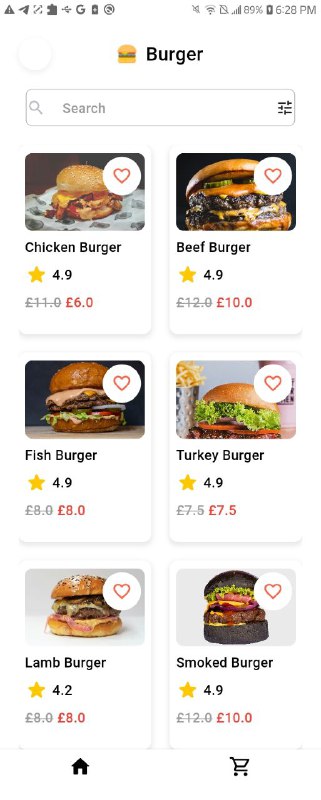 89% 6:28 PM
🍔 Burger
Search
Chicken Burger
4.9
£11.0 £6.0
Beef Burger
4.9
£12.0 £10.0
Fish Burger
4.9
£8.0 £8.0
Turkey Burger
4.9
£7.5 £7.5
Lamb Burger
4.2
£8.0 £8.0
Smoked Burger
4.9
£12.0 £10.0